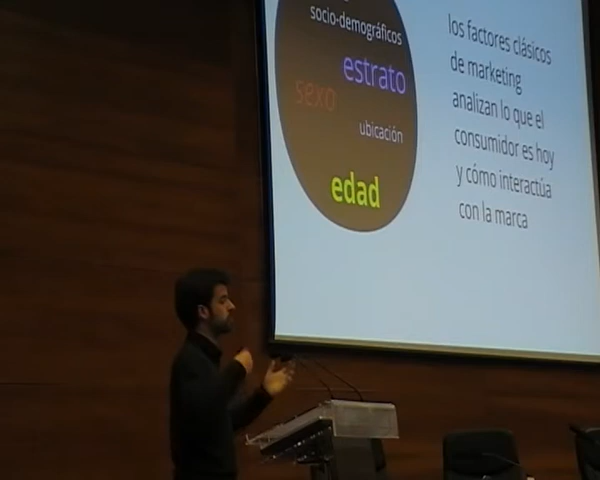 socio-demográficos
estrato
sexo
ubicación
edad
los factores clásicos
de marketing
analizan lo que el
consumidor es hoy
y cómo interactúa
con la marca